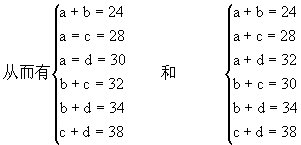 从而有
a + b = 24
a = c = 28
a = d = 30
b + c = 32
b + d = 34
c + d = 38
和
a + b = 24
a + c = 28
a + d = 32
b + c = 30
b + d = 34
c + d = 38